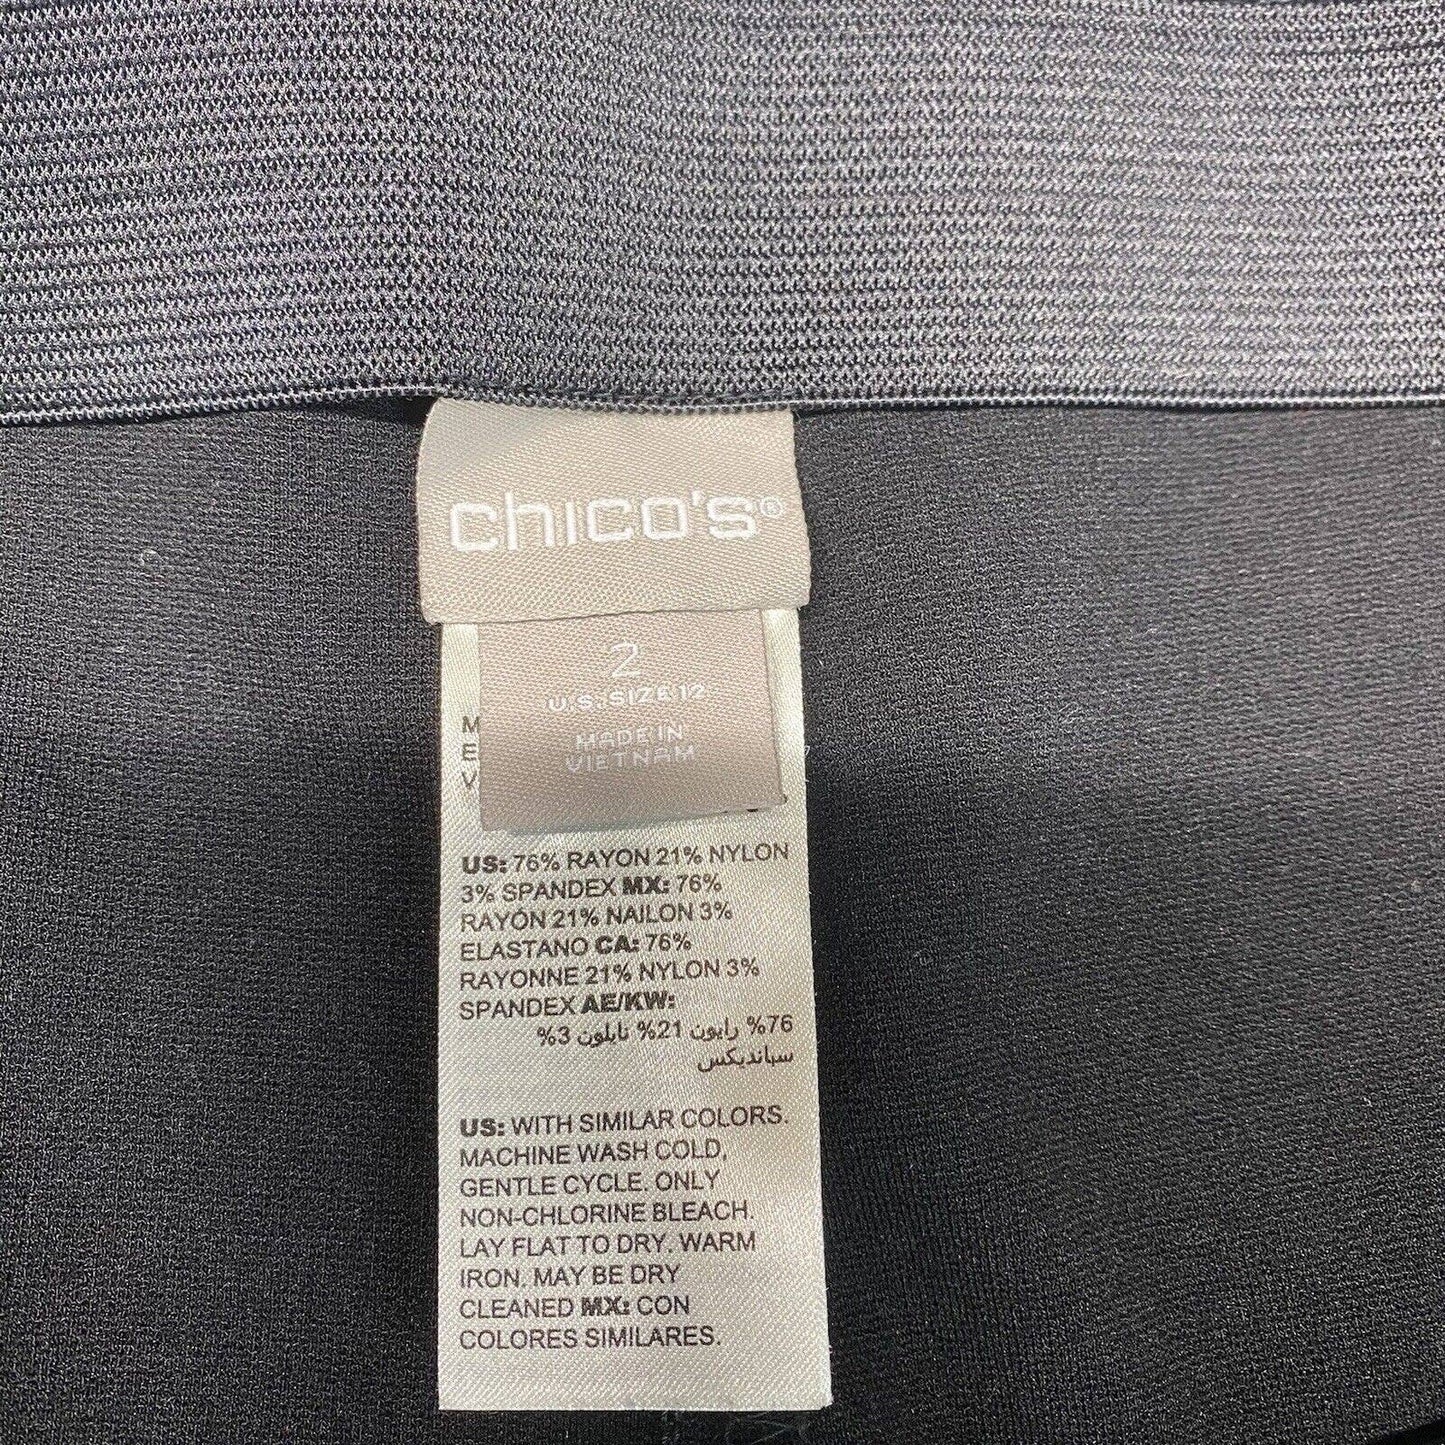 chico's®
2
U.S. SIZE 12
MADE IN
VIETNAM
US: 76% RAYON 21% NYLON
3% SPANDEX MX: 76%
RAYÓN 21% NAILON 3%
ELASTANO CA: 76%
RAYONNE 21% NYLON 3%
SPANDEX AE/KW:
76% رايون 21% نايلون 3%
سبانديكس
US: WITH SIMILAR COLORS.
MACHINE WASH COLD,
GENTLE CYCLE. ONLY
NON-CHLORINE BLEACH.
LAY FLAT TO DRY. WARM
IRON. MAY BE DRY
CLEANED MX: CON
COLORES SIMILARES.